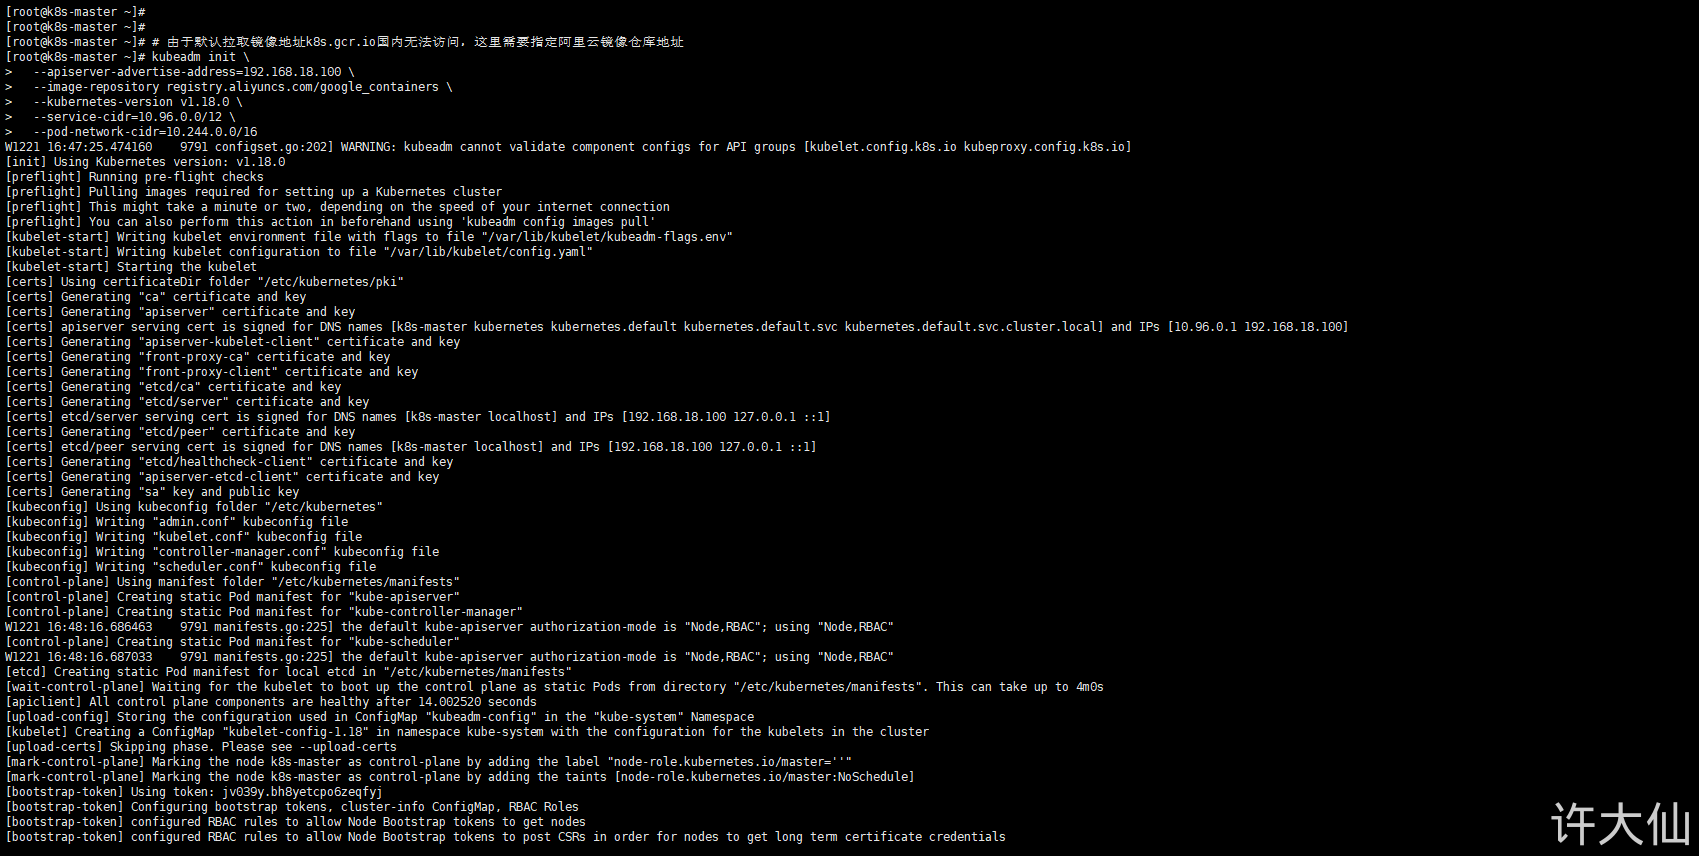 [root@k8s-master ~]#
[root@k8s-master ~]#
[root@k8s-master ~]# # 由于默认拉取镜像地址k8s.gcr.io国内无法访问，这里需要指定阿里云镜像仓库地址
[root@k8s-master ~]# kubeadm init \
>   --apiserver-advertise-address=192.168.18.100 \
>   --image-repository registry.aliyuncs.com/google_containers \
>   --kubernetes-version v1.18.0 \
>   --service-cidr=10.96.0.0/12 \
>   --pod-network-cidr=10.244.0.0/16
W1221 16:47:25.474160    9791 configset.go:202] WARNING: kubeadm cannot validate component configs for API groups [kubelet.config.k8s.io kubeproxy.config.k8s.io]
[init] Using Kubernetes version: v1.18.0
[preflight] Running pre-flight checks
[preflight] Pulling images required for setting up a Kubernetes cluster
[preflight] This might take a minute or two, depending on the speed of your internet connection
[preflight] You can also perform this action in beforehand using 'kubeadm config images pull'
[kubelet-start] Writing kubelet environment file with flags to file "/var/lib/kubelet/kubeadm-flags.env"
[kubelet-start] Writing kubelet configuration to file "/var/lib/kubelet/config.yaml"
[kubelet-start] Starting the kubelet
[certs] Using certificateDir folder "/etc/kubernetes/pki"
[certs] Generating "ca" certificate and key
[certs] Generating "apiserver" certificate and key
[certs] apiserver serving cert is signed for DNS names [k8s-master kubernetes kubernetes.default kubernetes.default.svc kubernetes.default.svc.cluster.local] and IPs [10.96.0.1 192.168.18.100]
[certs] Generating "apiserver-kubelet-client" certificate and key
[certs] Generating "front-proxy-ca" certificate and key
[certs] Generating "front-proxy-client" certificate and key
[certs] Generating "etcd/ca" certificate and key
[certs] Generating "etcd/server" certificate and key
[certs] etcd/server serving cert is signed for DNS names [k8s-master localhost] and IPs [192.168.18.100 127.0.0.1 ::1]
[certs] Generating "etcd/peer" certificate and key
[certs] etcd/peer serving cert is signed for DNS names [k8s-master localhost] and IPs [192.168.18.100 127.0.0.1 ::1]
[certs] Generating "etcd/healthcheck-client" certificate and key
[certs] Generating "apiserver-etcd-client" certificate and key
[certs] Generating "sa" key and public key
[kubeconfig] Using kubeconfig folder "/etc/kubernetes"
[kubeconfig] Writing "admin.conf" kubeconfig file
[kubeconfig] Writing "kubelet.conf" kubeconfig file
[kubeconfig] Writing "controller-manager.conf" kubeconfig file
[kubeconfig] Writing "scheduler.conf" kubeconfig file
[control-plane] Using manifest folder "/etc/kubernetes/manifests"
[control-plane] Creating static Pod manifest for "kube-apiserver"
[control-plane] Creating static Pod manifest for "kube-controller-manager"
W1221 16:48:16.686463    9791 manifests.go:225] the default kube-apiserver authorization-mode is "Node,RBAC"; using "Node,RBAC"
[control-plane] Creating static Pod manifest for "kube-scheduler"
W1221 16:48:16.687033    9791 manifests.go:225] the default kube-apiserver authorization-mode is "Node,RBAC"; using "Node,RBAC"
[etcd] Creating static Pod manifest for local etcd in "/etc/kubernetes/manifests"
[wait-control-plane] Waiting for the kubelet to boot up the control plane as static Pods from directory "/etc/kubernetes/manifests". This can take up to 4m0s
[apiclient] All control plane components are healthy after 14.002520 seconds
[upload-config] Storing the configuration used in ConfigMap "kubeadm-config" in the "kube-system" Namespace
[kubelet] Creating a ConfigMap "kubelet-config-1.18" in namespace kube-system with the configuration for the kubelets in the cluster
[upload-certs] Skipping phase. Please see --upload-certs
[mark-control-plane] Marking the node k8s-master as control-plane by adding the label "node-role.kubernetes.io/master=''"
[mark-control-plane] Marking the node k8s-master as control-plane by adding the taints [node-role.kubernetes.io/master:NoSchedule]
[bootstrap-token] Using token: jv039y.bh8yetcpo6zeqfyj
[bootstrap-token] Configuring bootstrap tokens, cluster-info ConfigMap, RBAC Roles
[bootstrap-token] configured RBAC rules to allow Node Bootstrap tokens to get nodes
[bootstrap-token] configured RBAC rules to allow Node Bootstrap tokens to post CSRs in order for nodes to get long term certificate credentials
许大仙